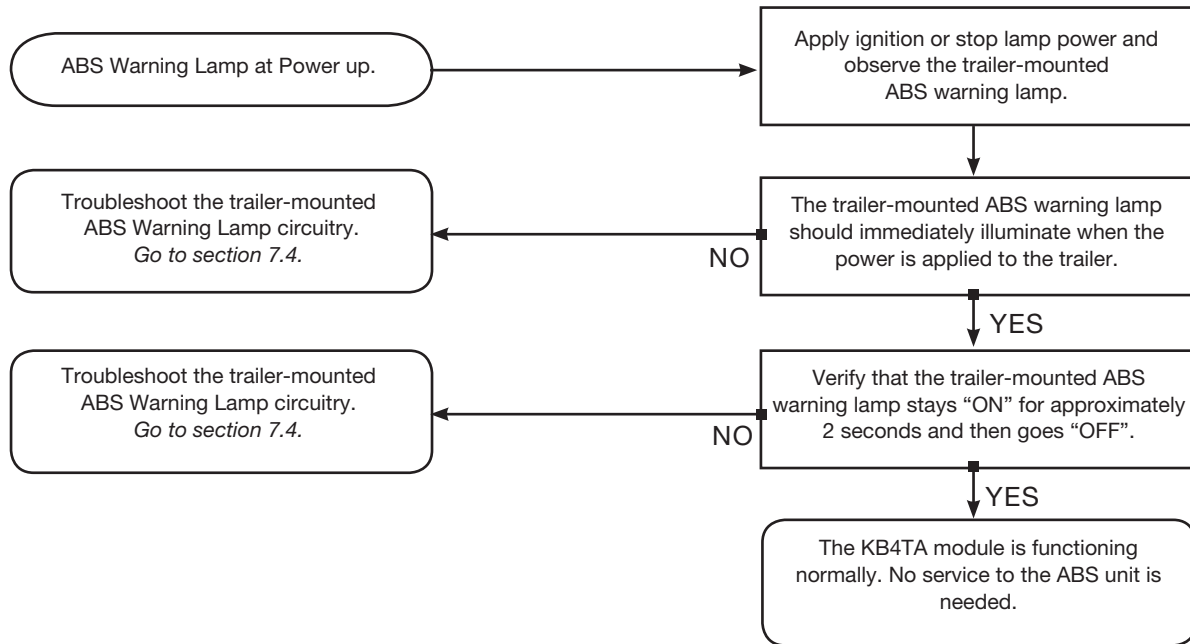 ABS Warning Lamp at Power up.
Apply ignition or stop lamp power and
observe the trailer-mounted
ABS warning lamp.
Troubleshoot the trailer-mounted
ABS Warning Lamp circuitry.
Go to section 7.4.
NO
The trailer-mounted ABS warning lamp
should immediately illuminate when the
power is applied to the trailer.
YES
Troubleshoot the trailer-mounted
ABS Warning Lamp circuitry.
Go to section 7.4.
NO
Verify that the trailer-mounted ABS
warning lamp stays “ON” for approximately
2 seconds and then goes “OFF”.
YES
The KB4TA module is functioning
normally. No service to the ABS unit is
needed.